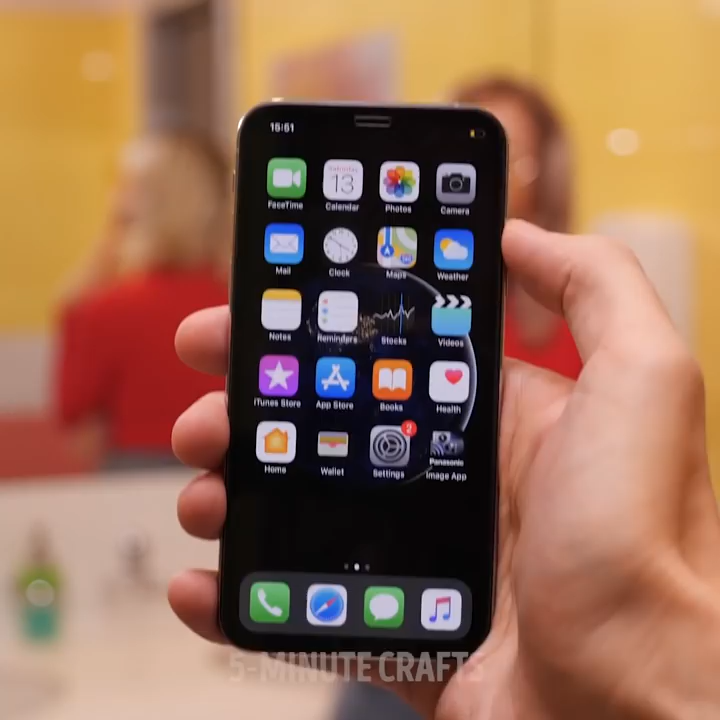 15:51
13
FaceTime Calendar Photos Camera
Mail Clock Maps Weather
Notes Reminders Stocks Videos
iTunes Store App Store Books Health
2
Panasonic
Home Wallet Settings Image App
5-MINUTE CRAFTS